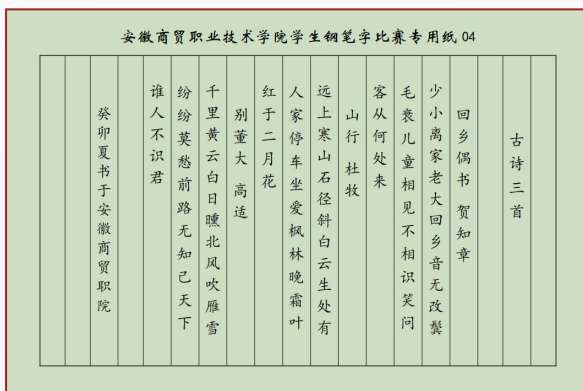 安徽商贸职业技术学院学生钢笔字比赛专用纸 04
古诗三首
回乡偶书 贺知章
少小离家老大回乡音无改鬓
毛衰儿童相见不相识笑问
客从何处来
山行 杜牧
远上寒山石径斜白云生处有
人家停车坐爱枫林晚霜叶
红于二月花
别董大 高适
千里黄云白日曛北风吹雁雪
纷纷莫愁前路无知己天下
谁人不识君
癸卯夏书于安徽商贸职院